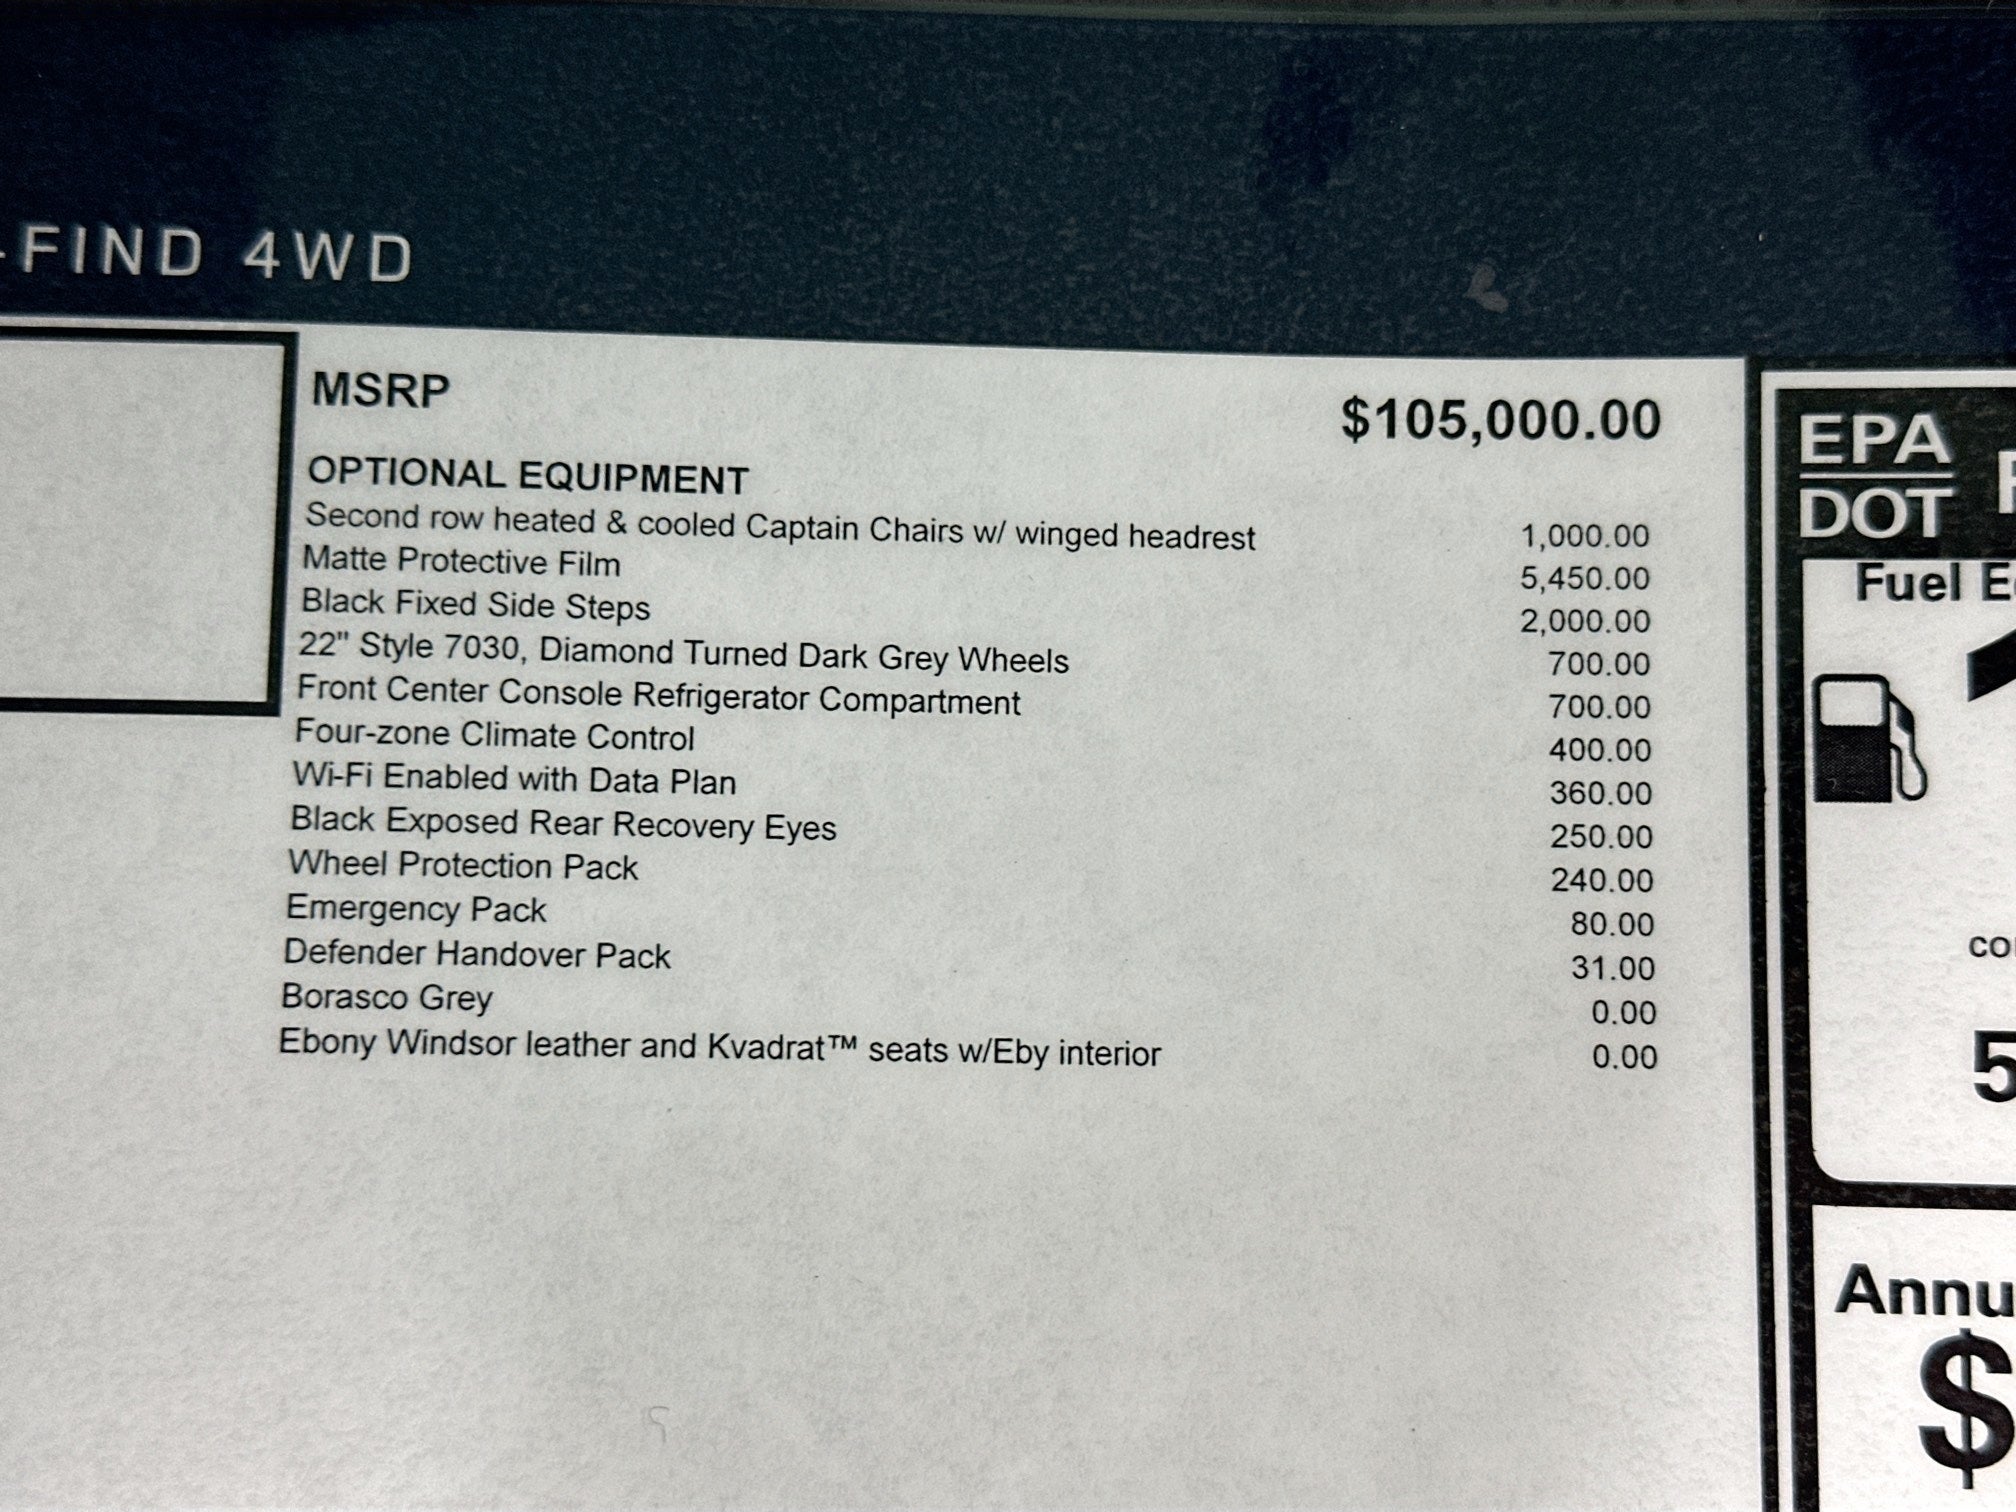 -FIND 4WD
MSRP $105,000.00
OPTIONAL EQUIPMENT
Second row heated & cooled Captain Chairs w/ winged headrest 1,000.00
Matte Protective Film 5,450.00
Black Fixed Side Steps 2,000.00
22" Style 7030, Diamond Turned Dark Grey Wheels 700.00
Front Center Console Refrigerator Compartment 700.00
Four-zone Climate Control 400.00
Wi-Fi Enabled with Data Plan 360.00
Black Exposed Rear Recovery Eyes 250.00
Wheel Protection Pack 240.00
Emergency Pack 80.00
Defender Handover Pack 31.00
Borasco Grey 0.00
Ebony Windsor leather and Kvadrat™ seats w/Eby interior 0.00
EPA
DOT
Fuel E
co
5
Annu
$